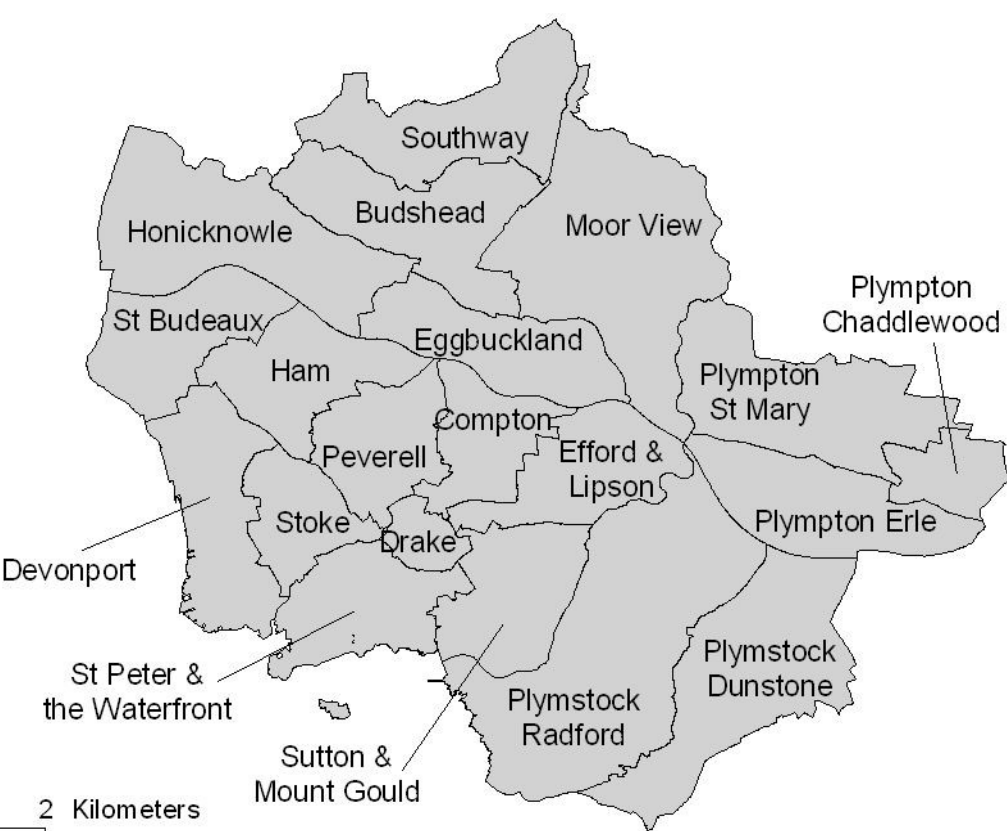 Southway
Budshead
Honicknowle
Moor View
Plympton
Chaddlewood
St Budeaux
Eggbuckland
Ham
Plympton
St Mary
Compton
Peverell
Efford &
Lipson
Stoke
Drake
Plympton Erle
Devonport
St Peter &
the Waterfront
Plymstock
Dunstone
Plymstock
Radford
Sutton &
Mount Gould
2 Kilometers